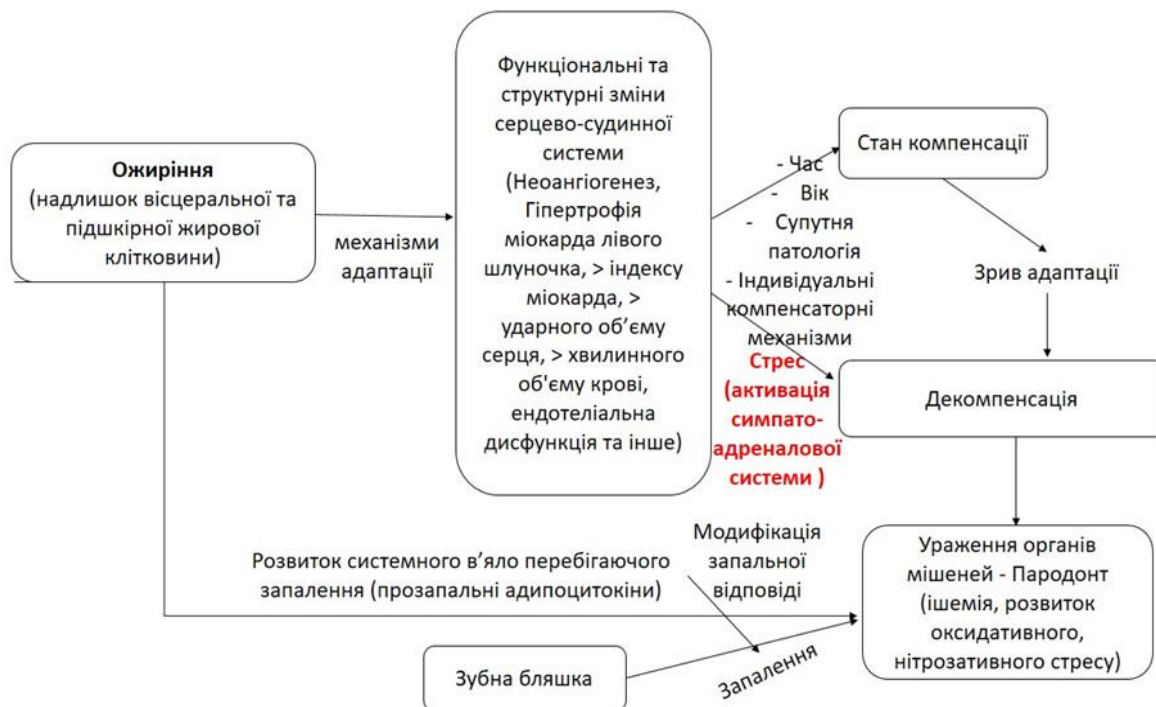 Ожиріння
(надлишок вісцеральної та
підшкірної жирової
клітковини)
механізми
адаптації
Функціональні та
структурні зміни
серцево-судинної
системи
(Неоангіогенез,
Гіпертрофія
міокарда лівого
шлуночка, > індексу
міокарда, >
ударного об’єму
серця, > хвилинного
об'єму крові,
ендотеліальна
дисфункція та інше)
- Час
- Вік
- Супутня
патологія
- Індивідуальні
компенсаторні
механізми
Стрес
(активація
симпато-
адреналової
системи )
Стан компенсації
Зрив адаптації
Декомпенсація
Ураження органів
мішеней - Пародонт
(ішемія, розвиток
оксидативного,
нітрозативного стресу)
Розвиток системного в’яло перебігаючого
запалення (прозапальні адипоцитокіни)
Модифікація
запальної
відповіді
Зубна бляшка
Запалення